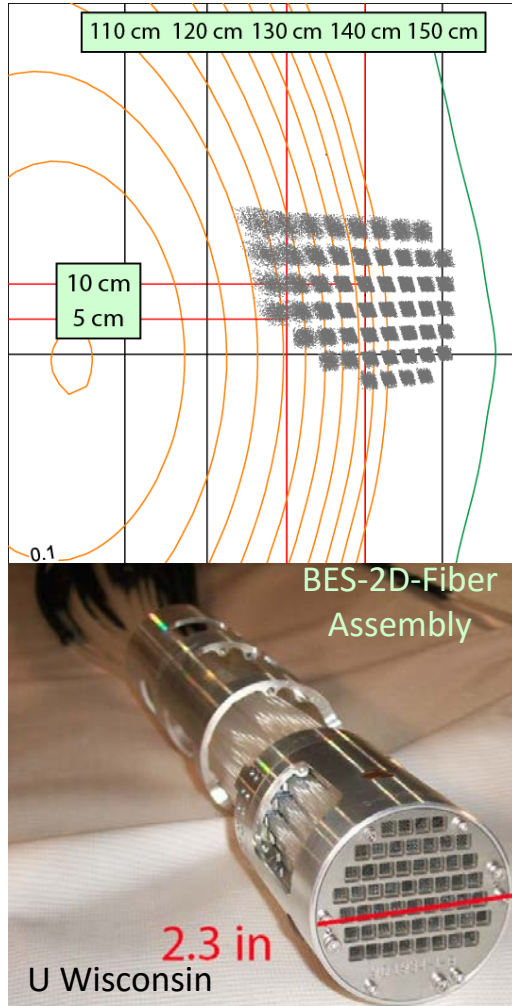 110 cm 120 cm 130 cm 140 cm 150 cm
10 cm
5 cm
0.1
BES-2D-Fiber
Assembly
2.3 in
U Wisconsin